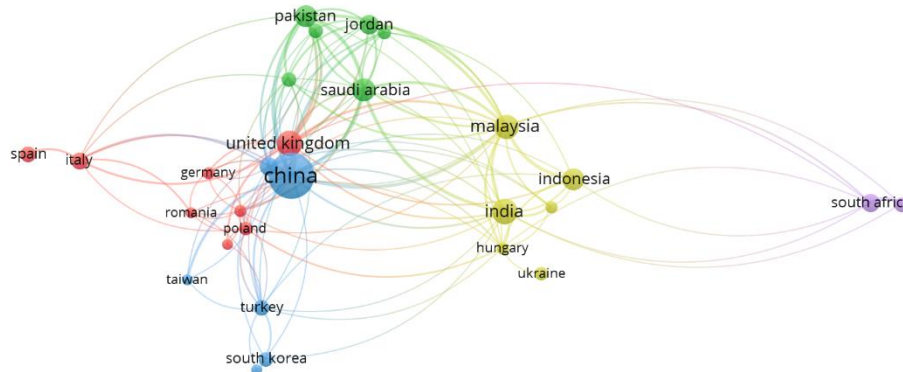 pakistan
jordan
saudi arabia
malaysia
united kingdom
spain
italy
germany
china
indonesia
romania
india
south afric
poland
hungary
ukraine
taiwan
turkey
south korea